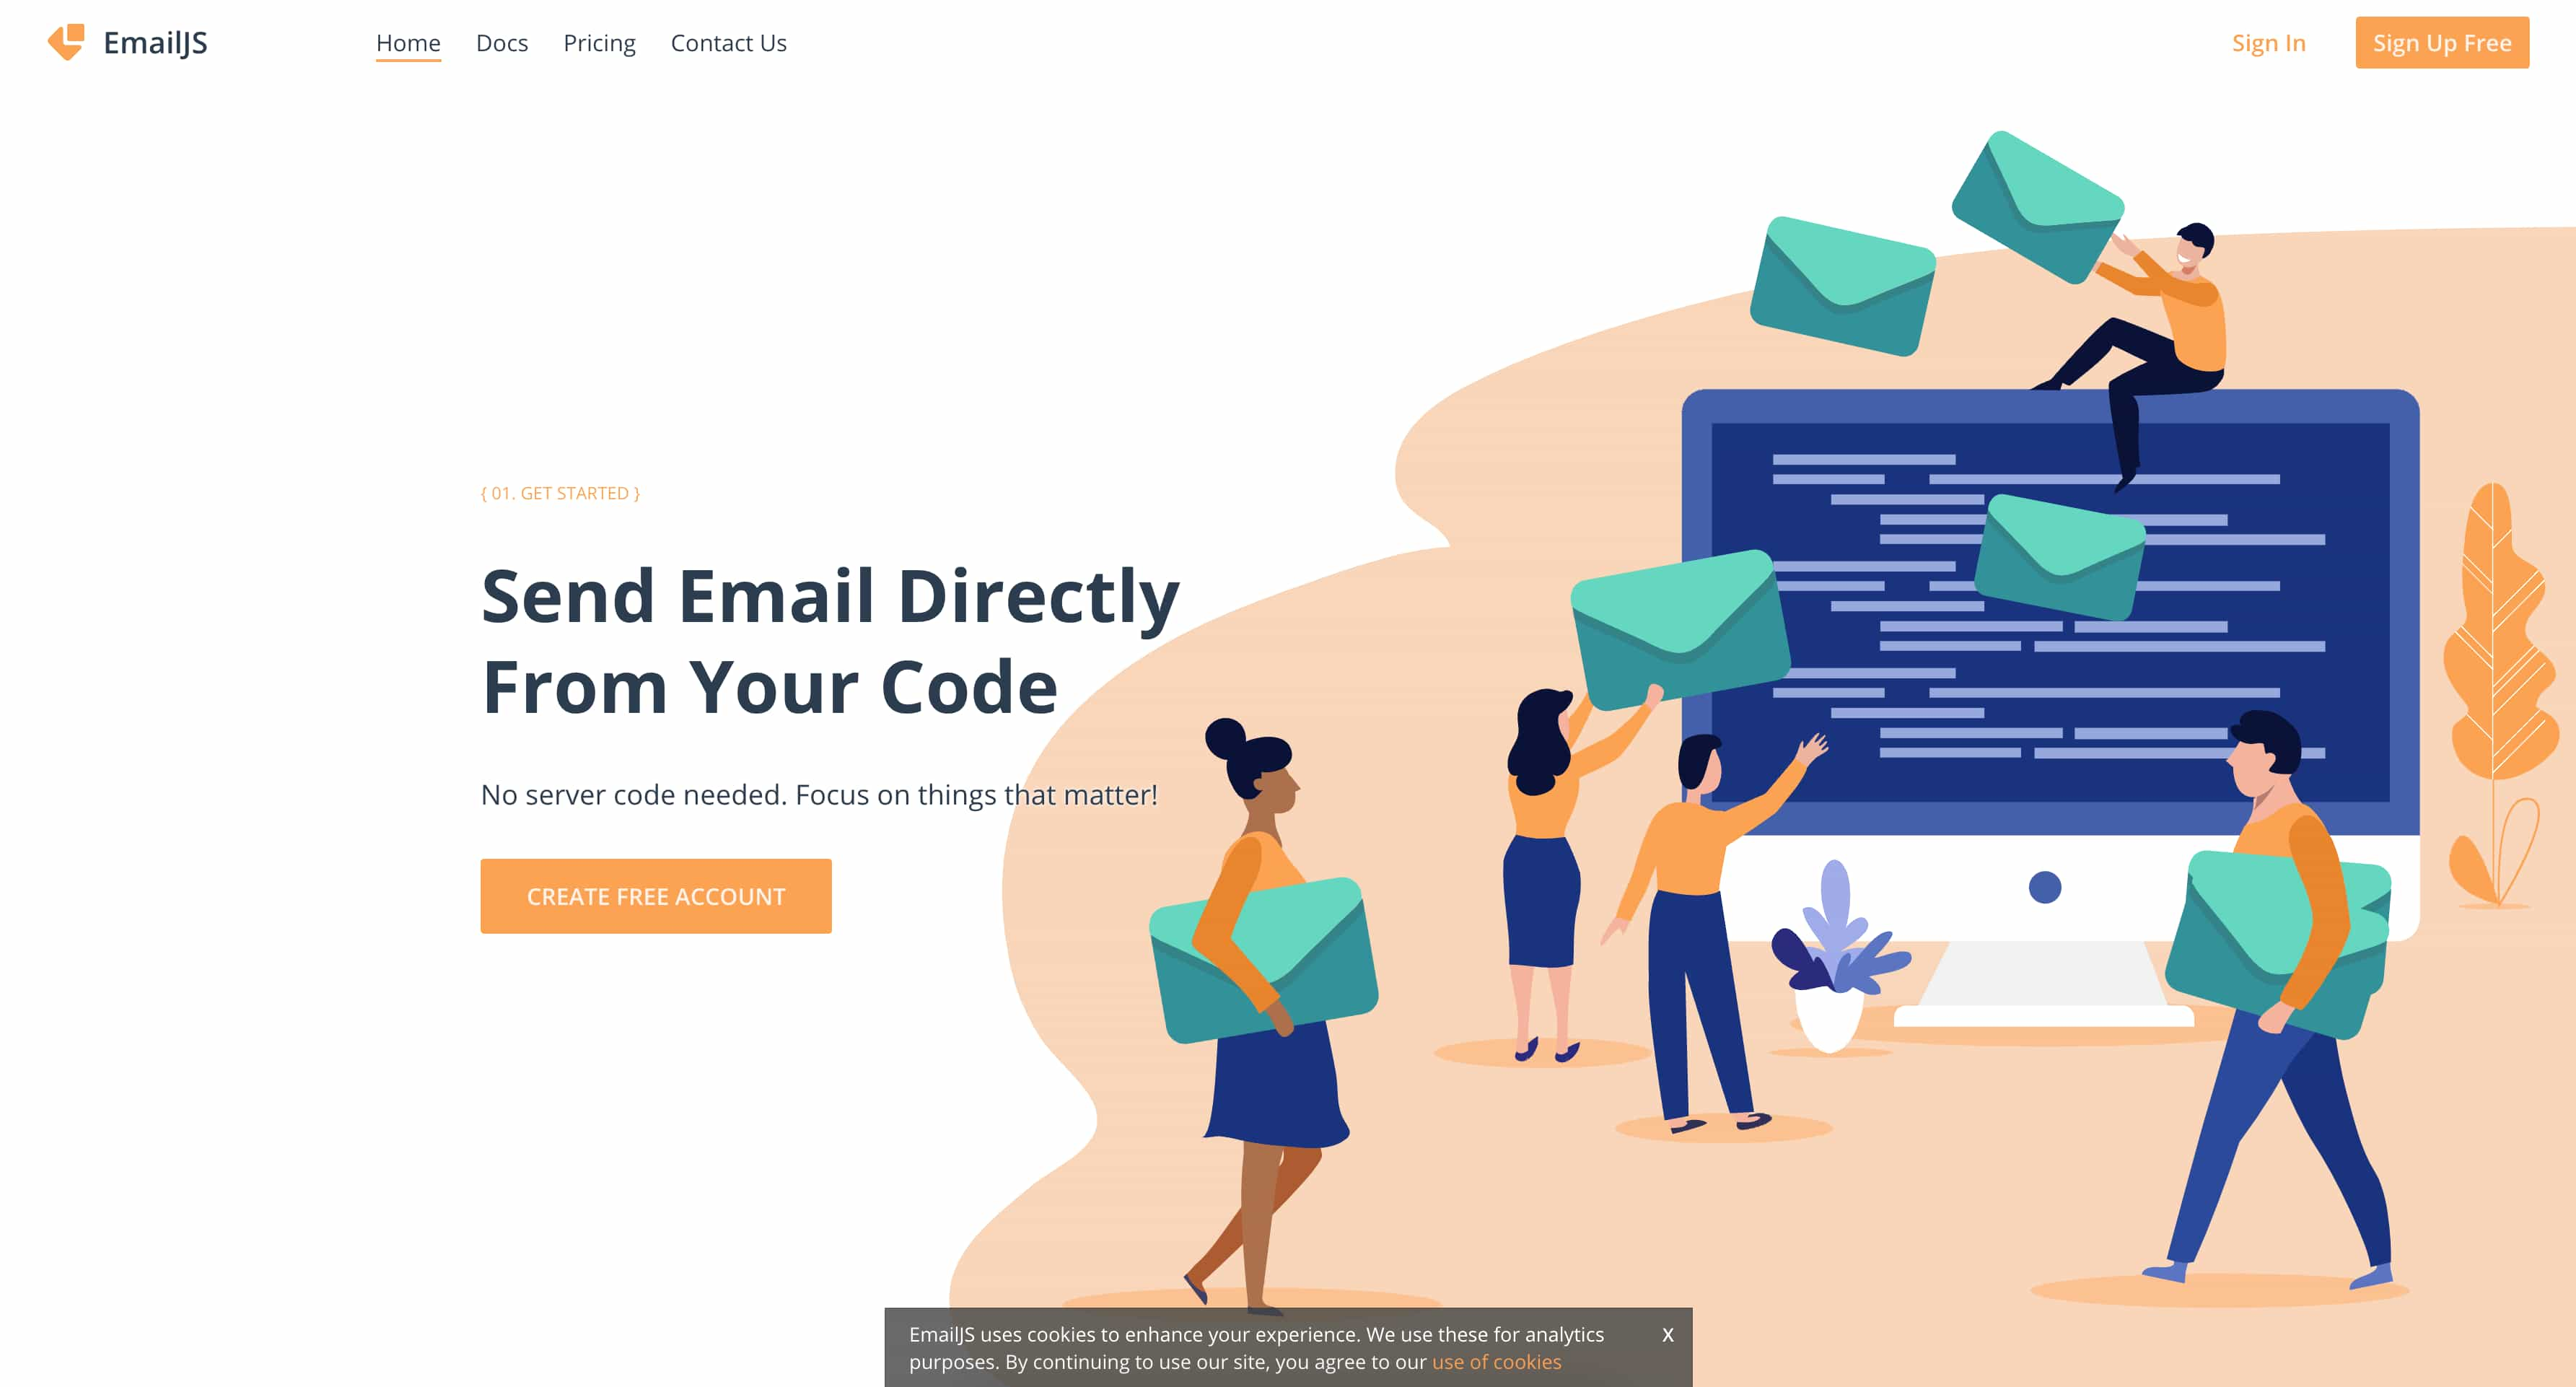 EmailJS
Home
Docs
Pricing
Contact Us
Sign In
Sign Up Free
{ 01. GET STARTED }
Send Email Directly
From Your Code
No server code needed. Focus on things that matter!
CREATE FREE ACCOUNT
EmailJS uses cookies to enhance your experience. We use these for analytics
purposes. By continuing to use our site, you agree to our use of cookies
X